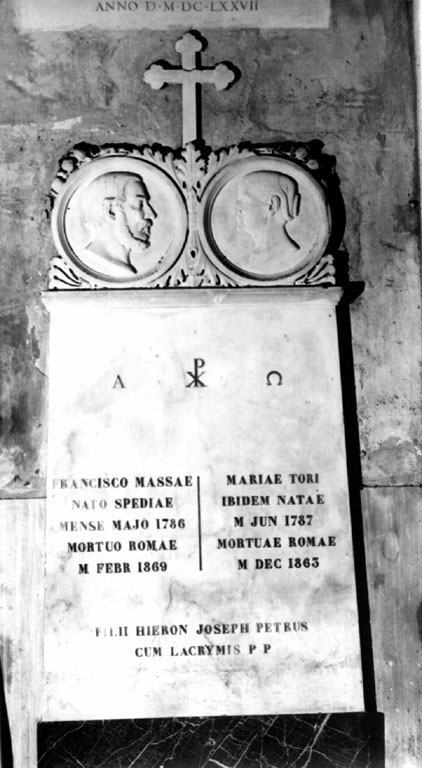 ANNO D·M·DC·LXXVII
Α ☧ Ω
FRANCISCO MASSAE
NATO SPEDIAE
MENSE MAJO 1786
MORTUO ROMAE
M FEBR 1869
MARIAE TORI
IBIDEM NATAE
M JUN 1787
MORTUAE ROMAE
M DEC 1863
FILII HIERON JOSEPH PETRUS
CUM LACRYMIS P P